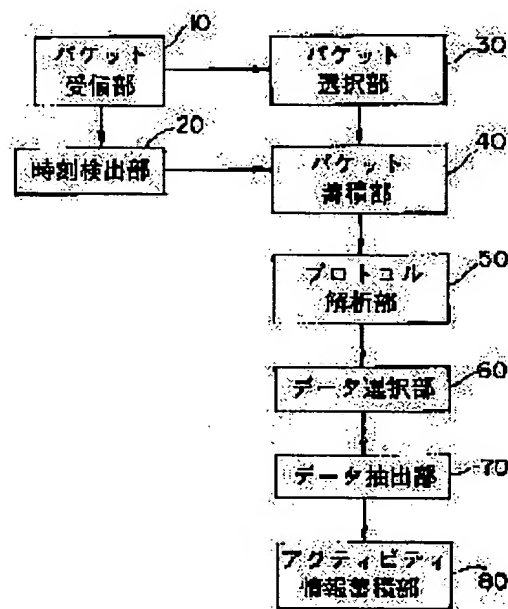 10
パケット
受信部
30
パケット
選択部
20
時刻検出部
40
パケット
蓄積部
50
プロトコル
解析部
60
データ選択部
70
データ抽出部
アクティビティ
情報蓄積部
80